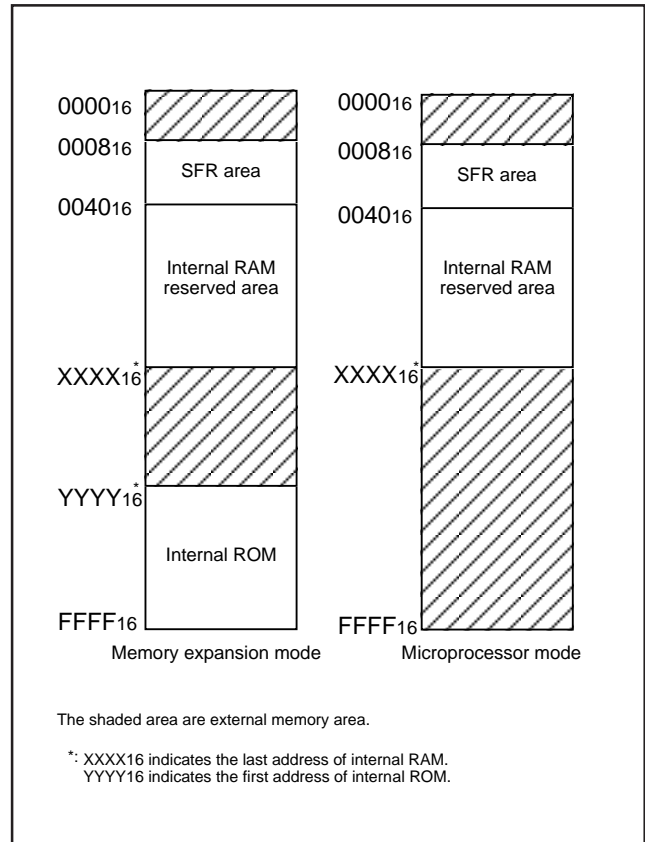 000016
000816
SFR area
004016
Internal RAM
reserved area
XXXX16*
YYYY16*
Internal ROM
FFFF16
Memory expansion mode
000016
000816
SFR area
004016
Internal RAM
reserved area
XXXX16*
FFFF16
Microprocessor mode
The shaded area are external memory area.
*: XXXX16 indicates the last address of internal RAM.
YYYY16 indicates the first address of internal ROM.